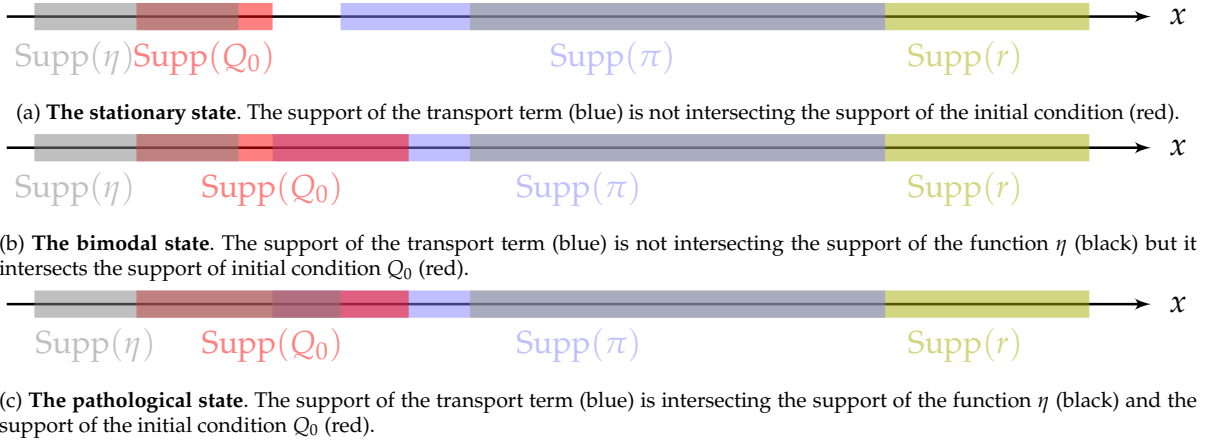 x
Supp(η) Supp(Q₀) Supp(π) Supp(r)
(a) The stationary state. The support of the transport term (blue) is not intersecting the support of the initial condition (red).
x
Supp(η) Supp(Q₀) Supp(π) Supp(r)
(b) The bimodal state. The support of the transport term (blue) is not intersecting the support of the function η (black) but it
intersects the support of initial condition Q₀ (red).
x
Supp(η) Supp(Q₀) Supp(π) Supp(r)
(c) The pathological state. The support of the transport term (blue) is intersecting the support of the function η (black) and the
support of the initial condition Q₀ (red).